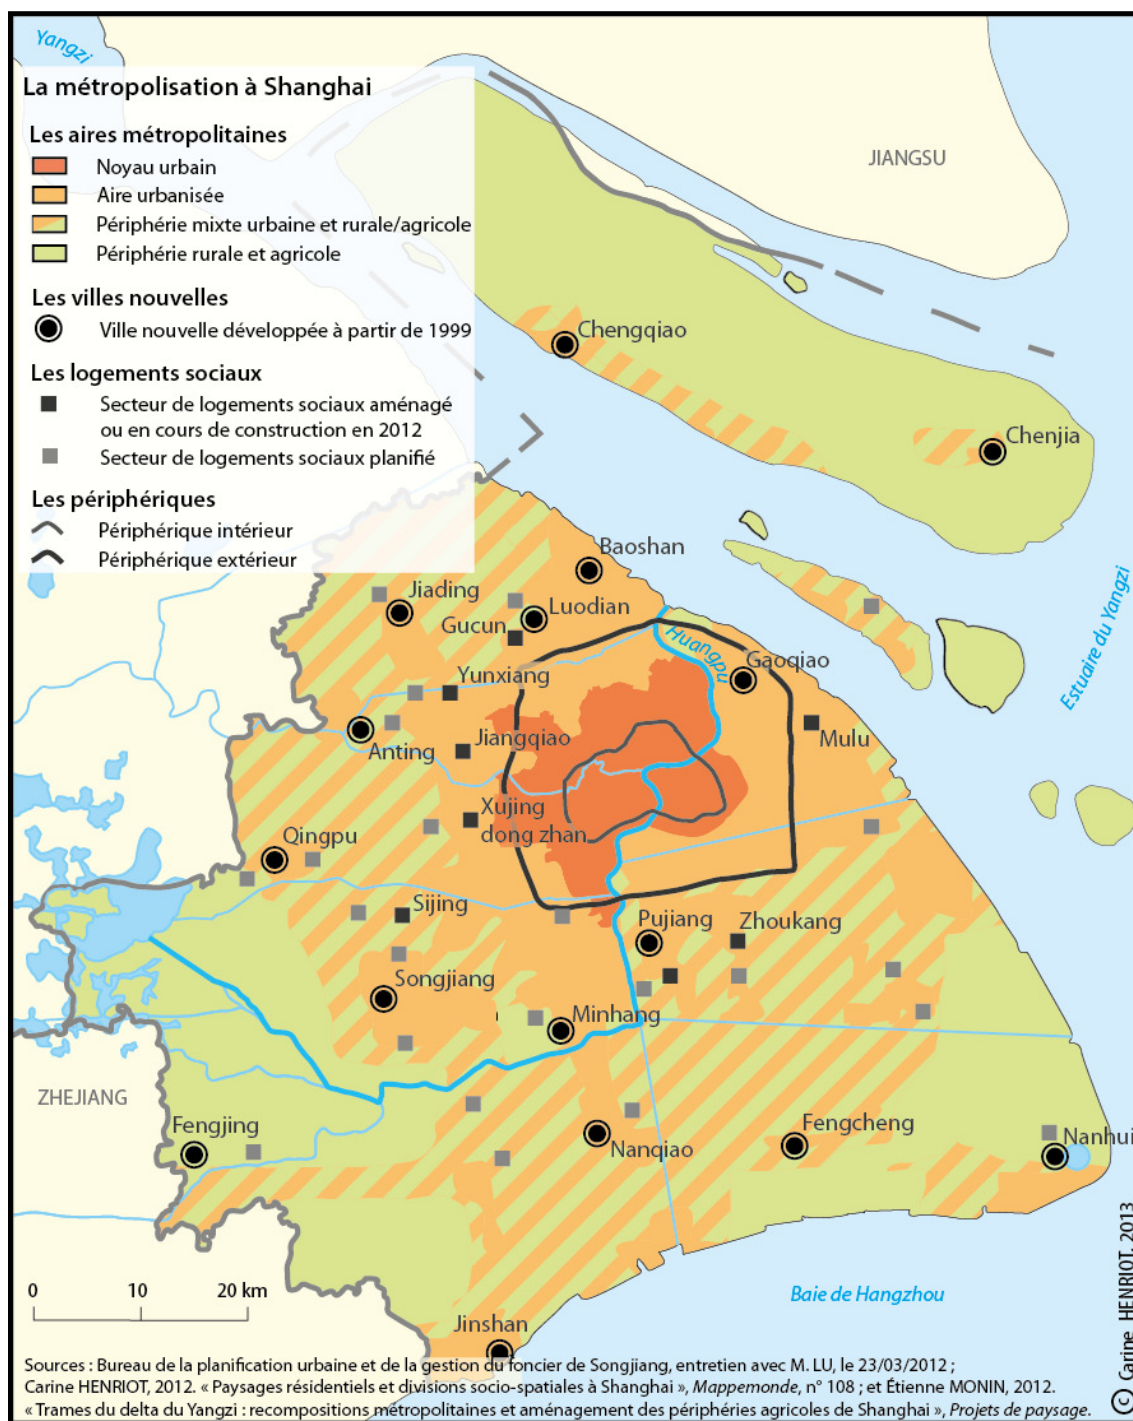 Yangzi
La métropolisation à Shanghai
Les aires métropolitaines
Noyau urbain
Aire urbanisée
Périphérie mixte urbaine et rurale/agricole
Périphérie rurale et agricole
Les villes nouvelles
Ville nouvelle développée à partir de 1999
Les logements sociaux
Secteur de logements sociaux aménagé
ou en cours de construction en 2012
Secteur de logements sociaux planifié
Les périphériques
Périphérique intérieur
Périphérique extérieur
JIANGSU
Chengqiao
Chenjia
Baoshan
Jiading
Luodian
Gucun
Huangpu
Gaoqiao
Estuaire du Yangzi
Yunxiang
Anting
Jiangqiao
Mulu
Xujing
dong zhan
Qingpu
Sijing
Pujiang
Zhoukang
Songjiang
Minhang
ZHEJIANG
Fengjing
Nanqiao
Fengcheng
Nanhui
0 10 20 km
Baie de Hangzhou
Jinshan
Sources : Bureau de la planification urbaine et de la gestion du foncier de Songjiang, entretien avec M. LU, le 23/03/2012 ;
Carine HENRIOT, 2012. « Paysages résidentiels et divisions socio-spatiales à Shanghai », Mappemonde, n° 108 ; et Étienne MONIN, 2012.
« Trames du delta du Yangzi : recompositions métropolitaines et aménagement des périphéries agricoles de Shanghai », Projets de paysage.
© Carine HENRIOT, 2013